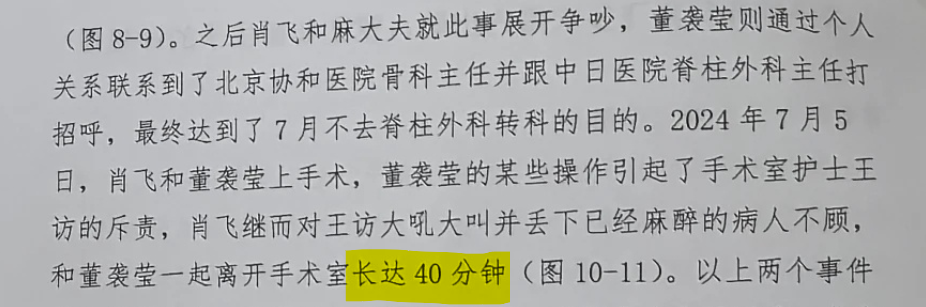 （图 8-9）。之后肖飞和麻大夫就此事展开争吵，董袭莹则通过个人
关系联系到了北京协和医院骨科主任并跟中日医院脊柱外科主任打
招呼，最终达到了 7 月不去脊柱外科转科的目的。2024 年 7 月 5
日，肖飞和董袭莹上手术，董袭莹的某些操作引起了手术室护士王
访的斥责，肖飞继而对王访大吼大叫并丢下已经麻醉的病人不顾，
和董袭莹一起离开手术室长达 40 分钟（图 10-11）。以上两个事件